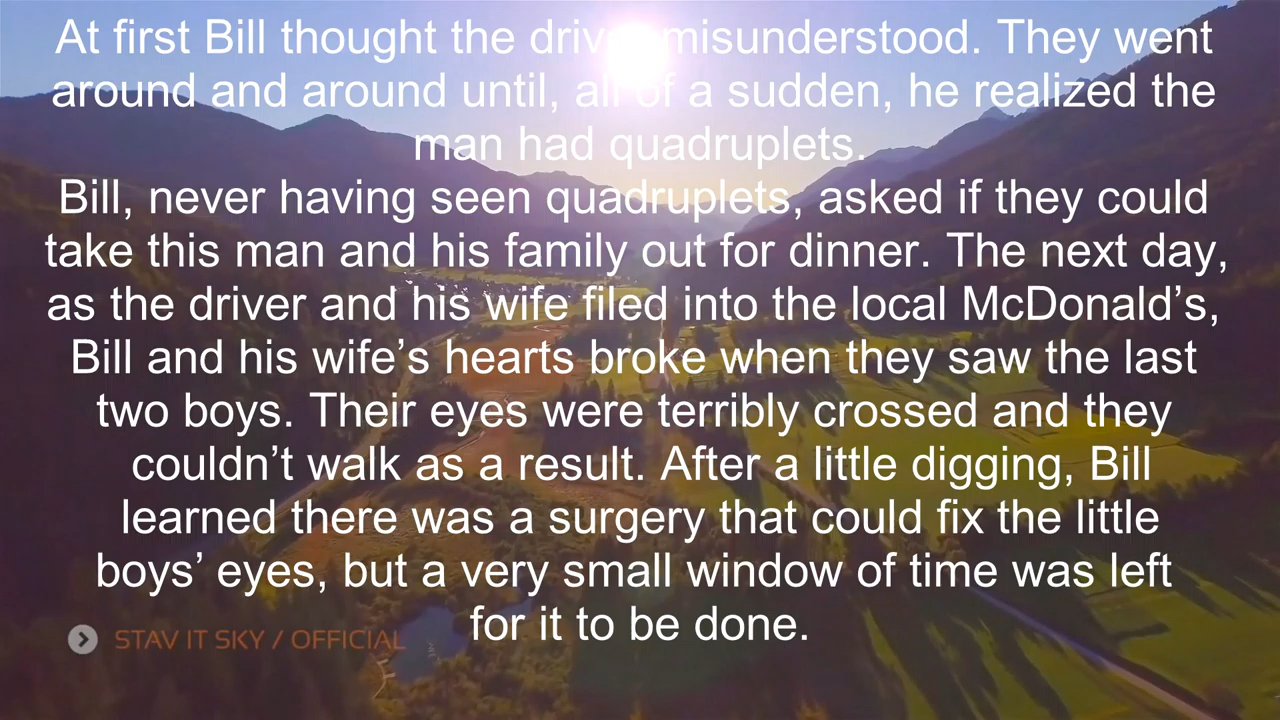 At first Bill thought the driver misunderstood. They went
around and around until, all of a sudden, he realized the
man had quadruplets.
Bill, never having seen quadruplets, asked if they could
take this man and his family out for dinner. The next day,
as the driver and his wife filed into the local McDonald’s,
Bill and his wife’s hearts broke when they saw the last
two boys. Their eyes were terribly crossed and they
couldn’t walk as a result. After a little digging, Bill
learned there was a surgery that could fix the little
boys’ eyes, but a very small window of time was left
for it to be done.
STAV IT SKY / OFFICIAL